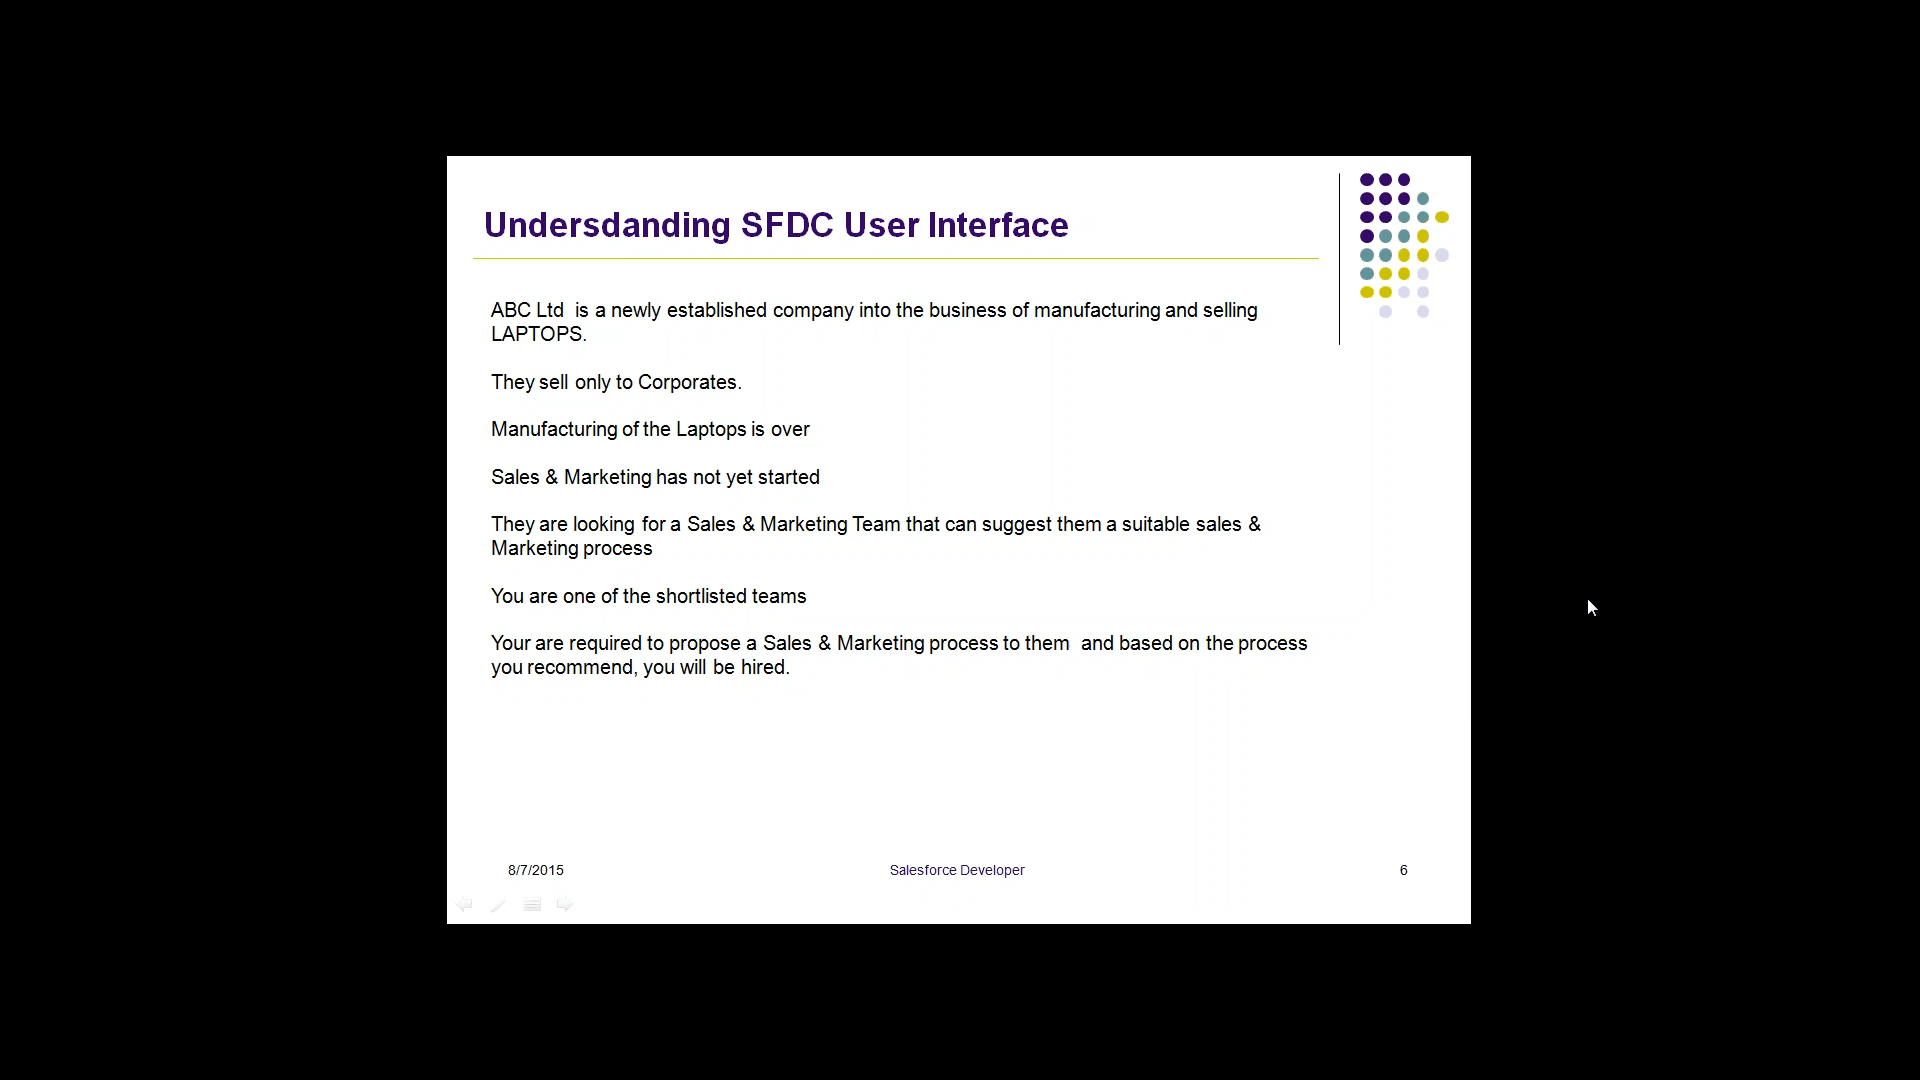 Undersdanding SFDC User Interface
ABC Ltd  is a newly established company into the business of manufacturing and selling
LAPTOPS.
They sell only to Corporates.
Manufacturing of the Laptops is over
Sales & Marketing has not yet started
They are looking for a Sales & Marketing Team that can suggest them a suitable sales &
Marketing process
You are one of the shortlisted teams
Your are required to propose a Sales & Marketing process to them  and based on the process
you recommend, you will be hired.
8/7/2015
Salesforce Developer
6